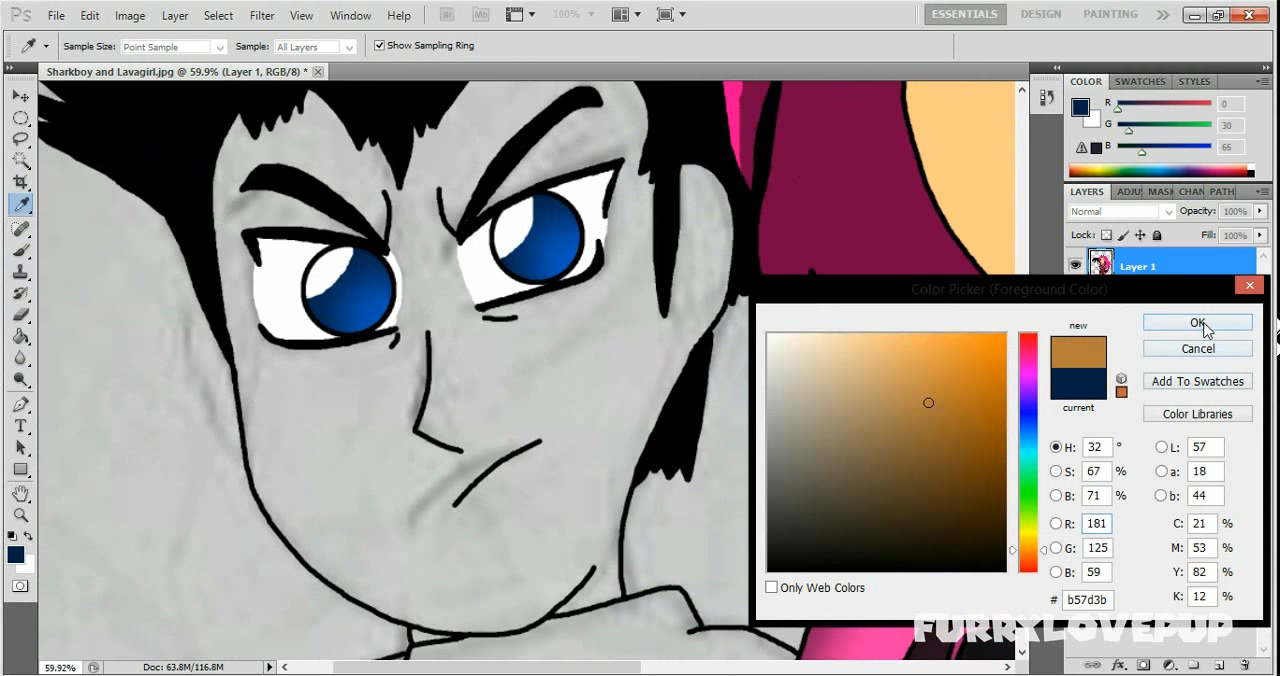 Ps File Edit Image Layer Select Filter View Window Help Br Mb 100% ESSENTIALS DESIGN PAINTING
Sample Size: Point Sample Sample: All Layers Show Sampling Ring
Sharkboy and Lavagirl.jpg @ 59.9% (Layer 1, RGB/8) *
COLOR SWATCHES STYLES
R 0
G 30
B 66
LAYERS ADJU MASK CHAN PATH
Normal Opacity: 100%
Lock: Fill: 100%
Layer 1
Color Picker (Foreground Color)
new
current
OK
Cancel
Add To Swatches
Color Libraries
H: 32 ° L: 57
S: 67 % a: 18
B: 71 % b: 44
R: 181 C: 21 %
G: 125 M: 53 %
B: 59 Y: 82 %
# b57d3b K: 12 %
Only Web Colors
FURRYLOVEPUP
T
59.92% Doc: 63.8M/116.8M
fx